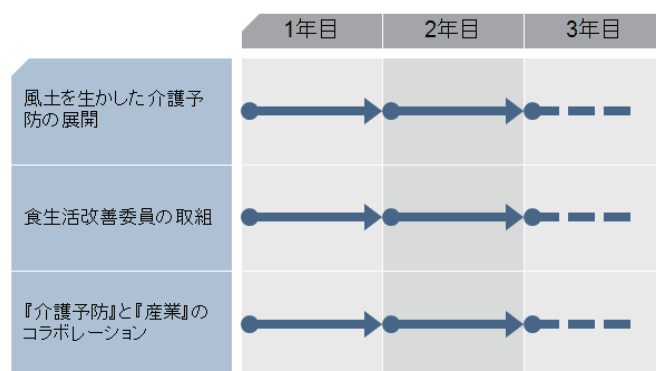 1年目
2年目
3年目
風土を生かした介護予
防の展開
食生活改善委員の取組
『介護予防』と『産業』の
コラボレーション